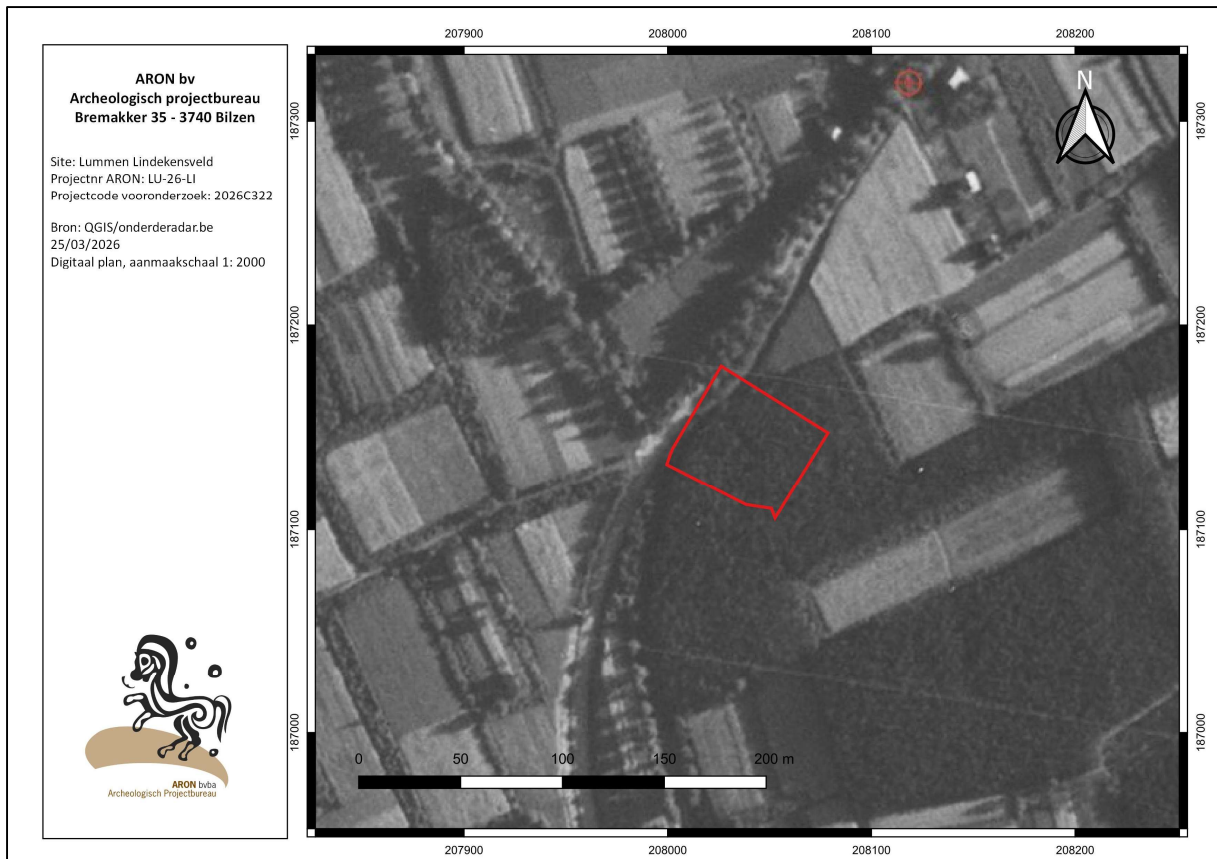 ARON bv
Archeologisch projectbureau
Bremakker 35 - 3740 Bilzen
Site: Lummen Lindekensveld
Projectnr ARON: LU-26-LI
Projectcode vooronderzoek: 2026C322
Bron: QGIS/onderderadar.be
25/03/2026
Digitaal plan, aanmaakschaal 1: 2000
ARON bvba
Archeologisch Projectbureau
207900
208000
208100
208200
187300
187300
N
187200
187200
187100
187100
187000
187000
0
50
100
150
200 m
207900
208000
208100
208200